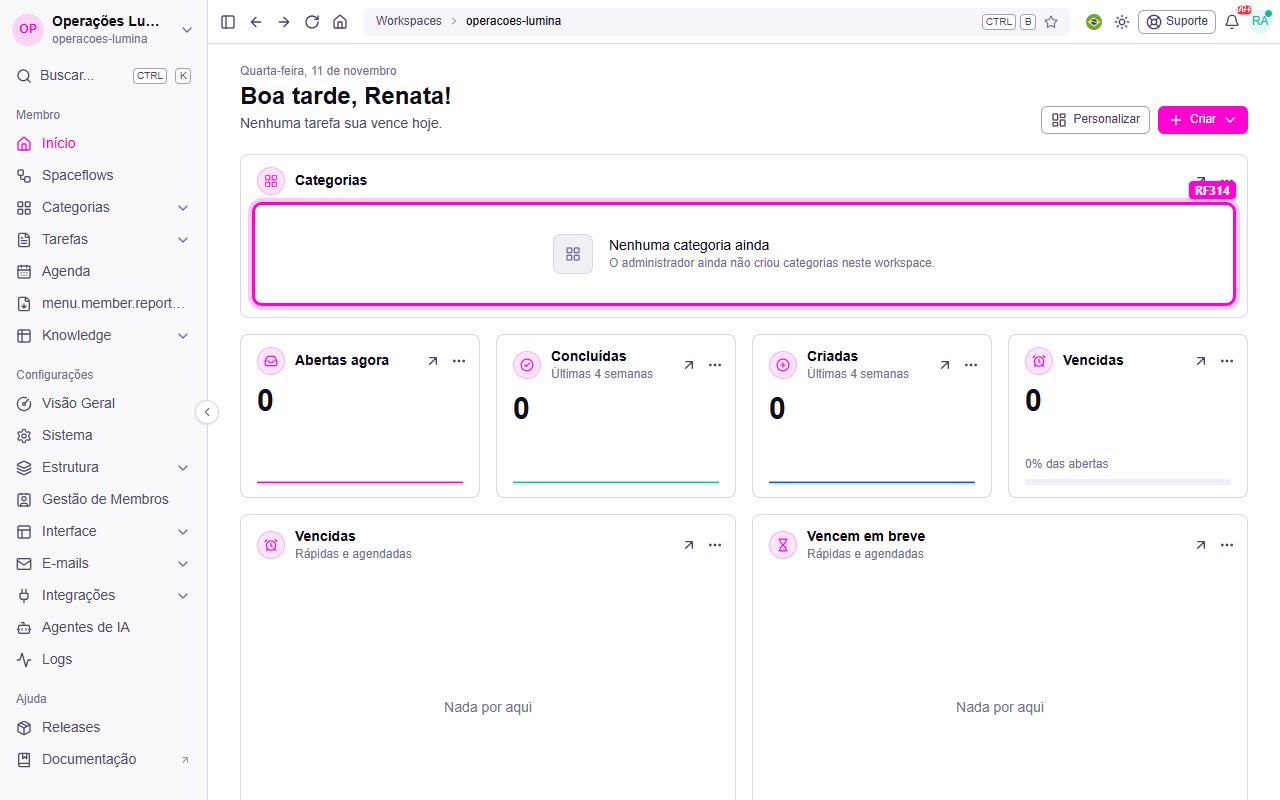 OP
Operações Lu...
operacoes-lumina
Buscar...
CTRL
K
Membro
Início
Spaceflows
Categorias
Tarefas
Agenda
menu.member.report...
Knowledge
Configurações
Visão Geral
Sistema
Estrutura
Gestão de Membros
Interface
E-mails
Integrações
Agentes de IA
Logs
Ajuda
Releases
Documentação
Workspaces
operacoes-lumina
CTRL
B
Suporte
99+
RA
Quarta-feira, 11 de novembro
Boa tarde, Renata!
Nenhuma tarefa sua vence hoje.
Personalizar
Criar
Categorias
RF314
Nenhuma categoria ainda
O administrador ainda não criou categorias neste workspace.
Abertas agora
0
Concluídas
Últimas 4 semanas
0
Criadas
Últimas 4 semanas
0
Vencidas
0
0% das abertas
Vencidas
Rápidas e agendadas
Nada por aqui
Vencem em breve
Rápidas e agendadas
Nada por aqui